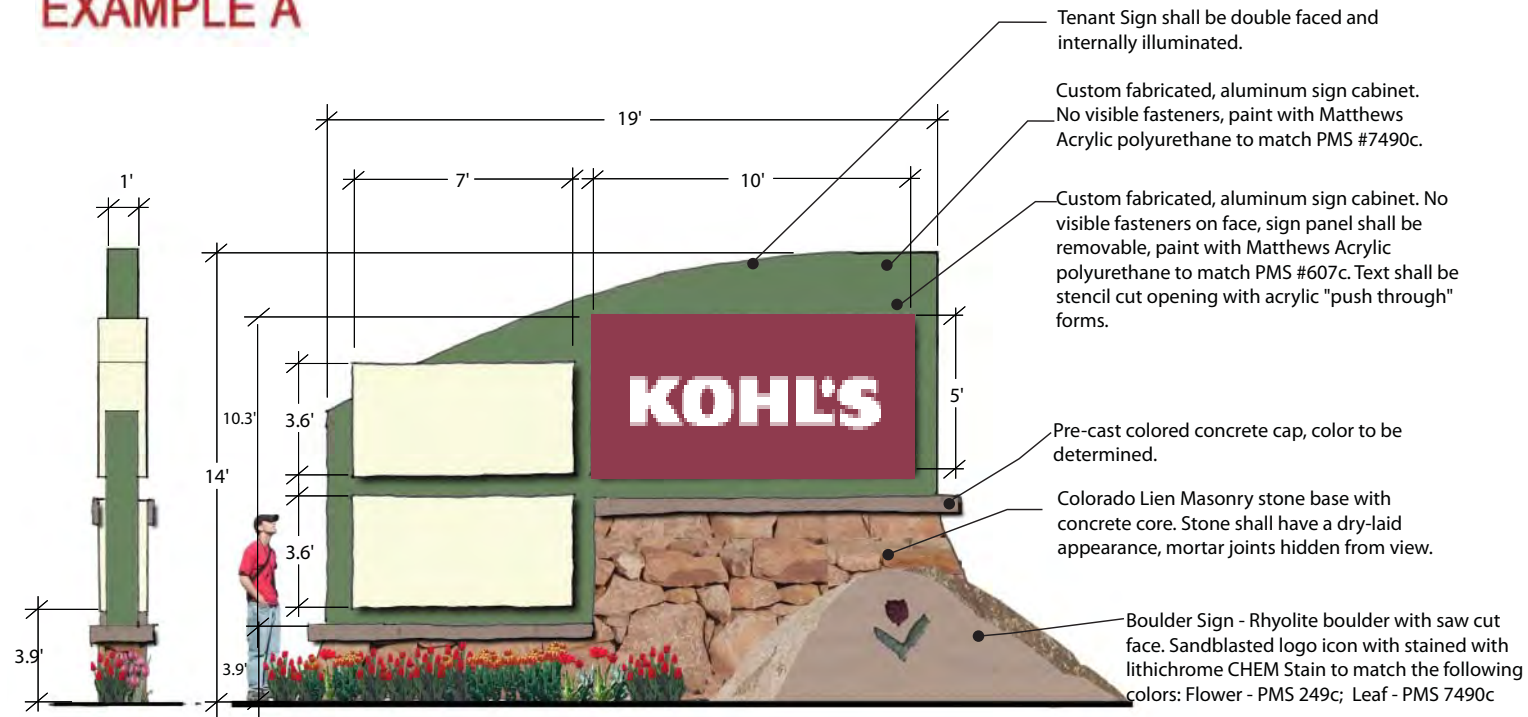 EXAMPLE A
Tenant Sign shall be double faced and
internally illuminated.
Custom fabricated, aluminum sign cabinet.
No visible fasteners, paint with Matthews
Acrylic polyurethane to match PMS #7490c.
Custom fabricated, aluminum sign cabinet. No
visible fasteners on face, sign panel shall be
removable, paint with Matthews Acrylic
polyurethane to match PMS #607c. Text shall be
stencil cut opening with acrylic "push through"
forms.
Pre-cast colored concrete cap, color to be
determined.
Colorado Lien Masonry stone base with
concrete core. Stone shall have a dry-laid
appearance, mortar joints hidden from view.
Boulder Sign - Rhyolite boulder with saw cut
face. Sandblasted logo icon with stained with
lithichrome CHEM Stain to match the following
colors: Flower - PMS 249c; Leaf - PMS 7490c
19'
1'
7'
10'
10.3'
3.6'
5'
14'
3.6'
3.9'
3.9'
KOHL'S